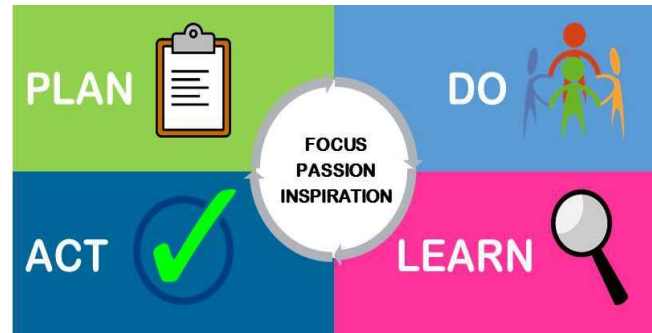 PLAN
DO
FOCUS
PASSION
INSPIRATION
ACT
LEARN